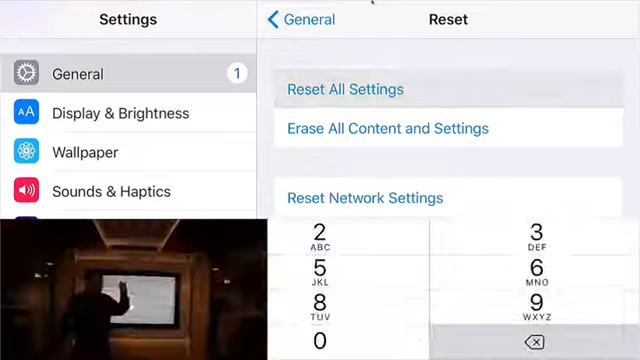 Settings
General
Reset
General
1
Display & Brightness
Wallpaper
Sounds & Haptics
Reset All Settings
Erase All Content and Settings
Reset Network Settings
2
ABC
3
DEF
5
JKL
6
MNO
8
TUV
9
WXYZ
0